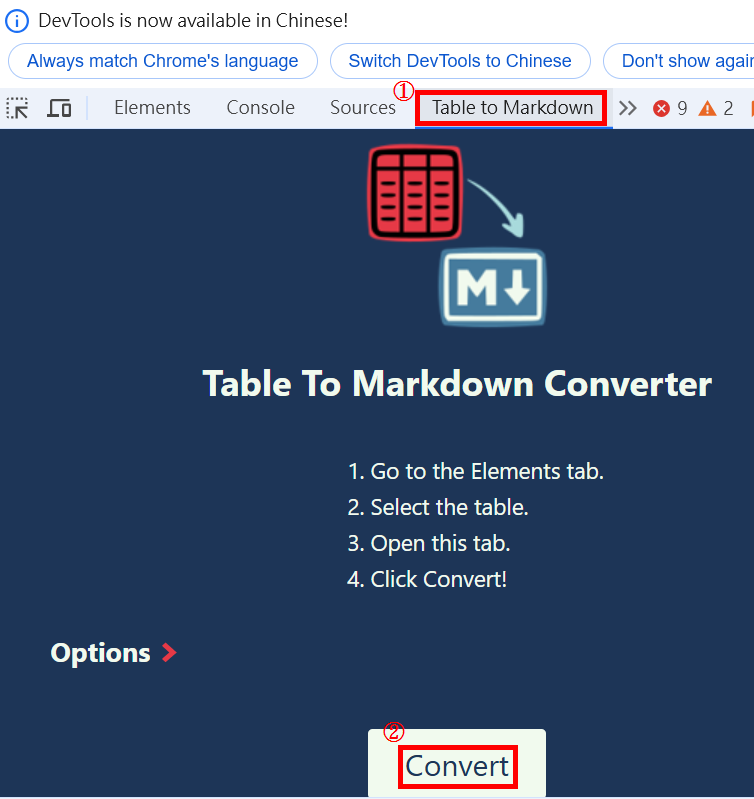 DevTools is now available in Chinese!
Always match Chrome's language Switch DevTools to Chinese Don't show again
① Elements Console Sources Table to Markdown 9 2
M
Table To Markdown Converter
1. Go to the Elements tab.
2. Select the table.
3. Open this tab.
4. Click Convert!
Options
②
Convert